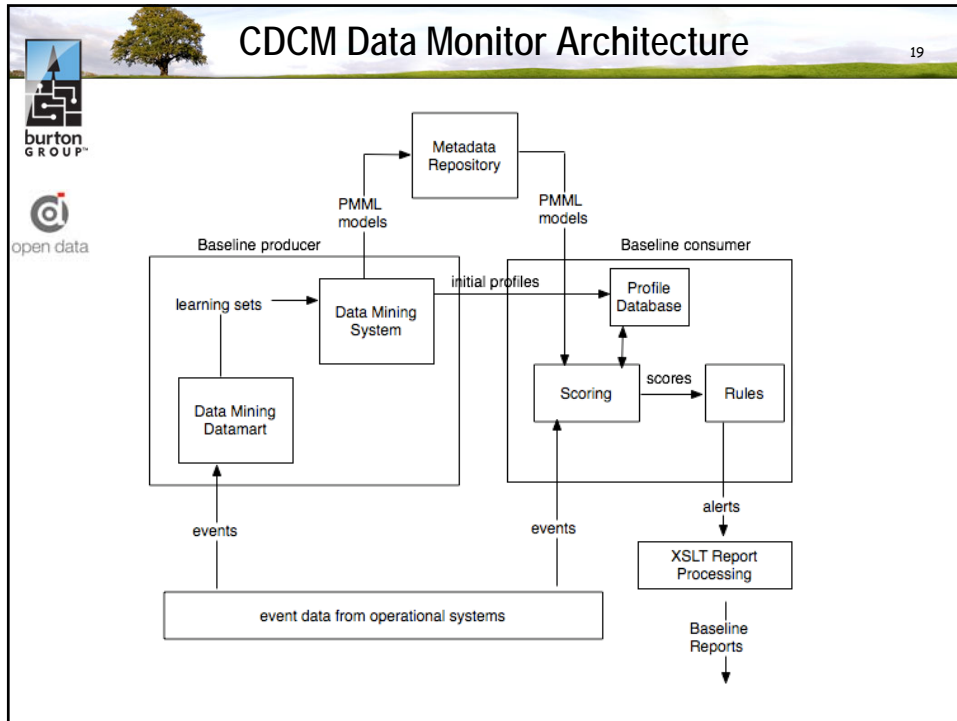 CDCM Data Monitor Architecture
19
burton
GROUP™
open data
Metadata
Repository
PMML
models
PMML
models
Baseline producer
Baseline consumer
learning sets
Data Mining
System
initial profiles
Profile
Database
Data Mining
Datamart
Scoring
scores
Rules
events
events
alerts
XSLT Report
Processing
event data from operational systems
Baseline
Reports